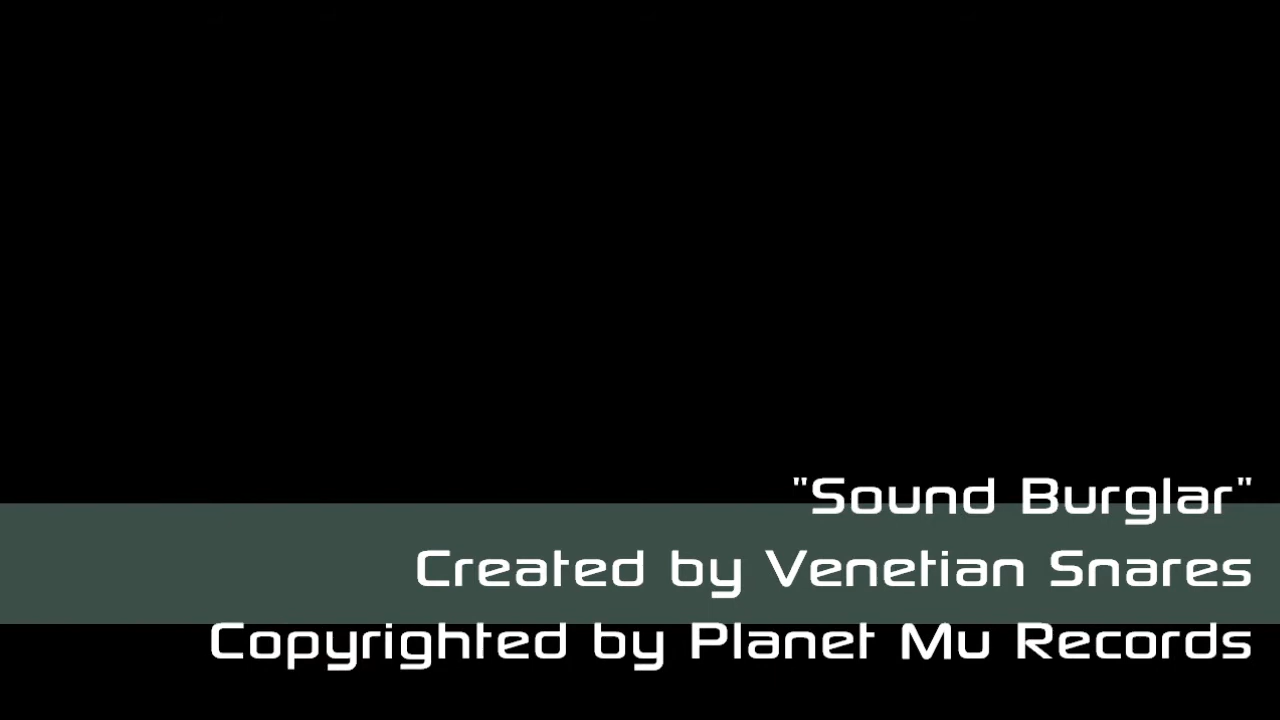 "Sound Burglar"
Created by Venetian Snares
Copyrighted by Planet Mu Records